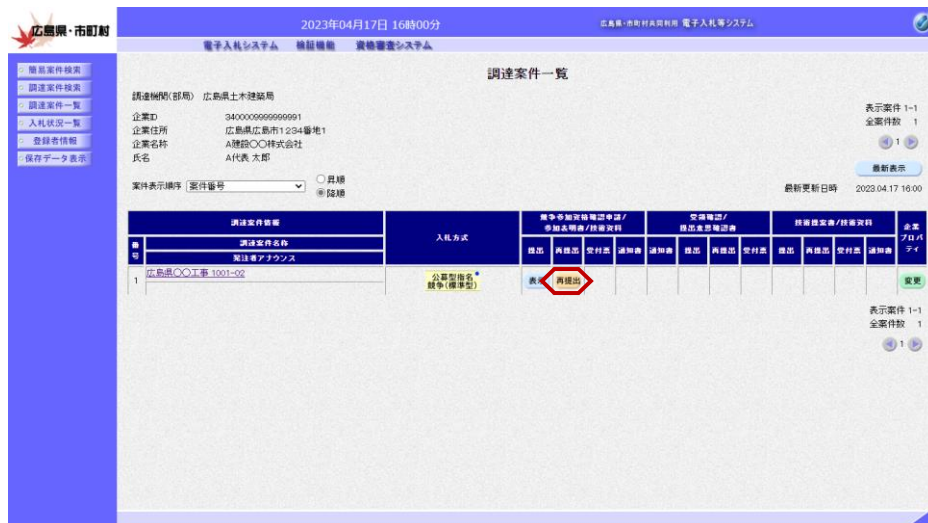 広島県・市町村
2023年04月17日 16時00分
広島県・市町村共同利用 電子入札等システム
電子入札システム 検証機能 資格審査システム
簡易案件検索
調達案件検索
調達案件一覧
入札状況一覧
登録者情報
保存データ表示
調達案件一覧
調達機関(部局) 広島県土木建築局
企業ID 3400009999999991
企業住所 広島県広島市1234番地1
企業名称 A建設〇〇株式会社
氏名 A代表 太郎
表示案件 1-1
全案件数 1
1
最新表示
案件表示順序 案件番号
昇順
降順
最新更新日時 2023.04.17 16:00
番号
調達案件情報
調達案件名称
発注者アナウンス
入札方式
競争参加資格確認申請/
参加表明書/技術資料
提出 再提出 受付票 通知書
受領確認/
提出意思確認書
通知書 提出 再提出 受付票
技術提案書/技術資料
提出 再提出 受付票 通知書
企業プロパティ
1 広島県〇〇工事 1001-02
公募型指名
競争(標準型)
表示 再提出 変更
表示案件 1-1
全案件数 1
1